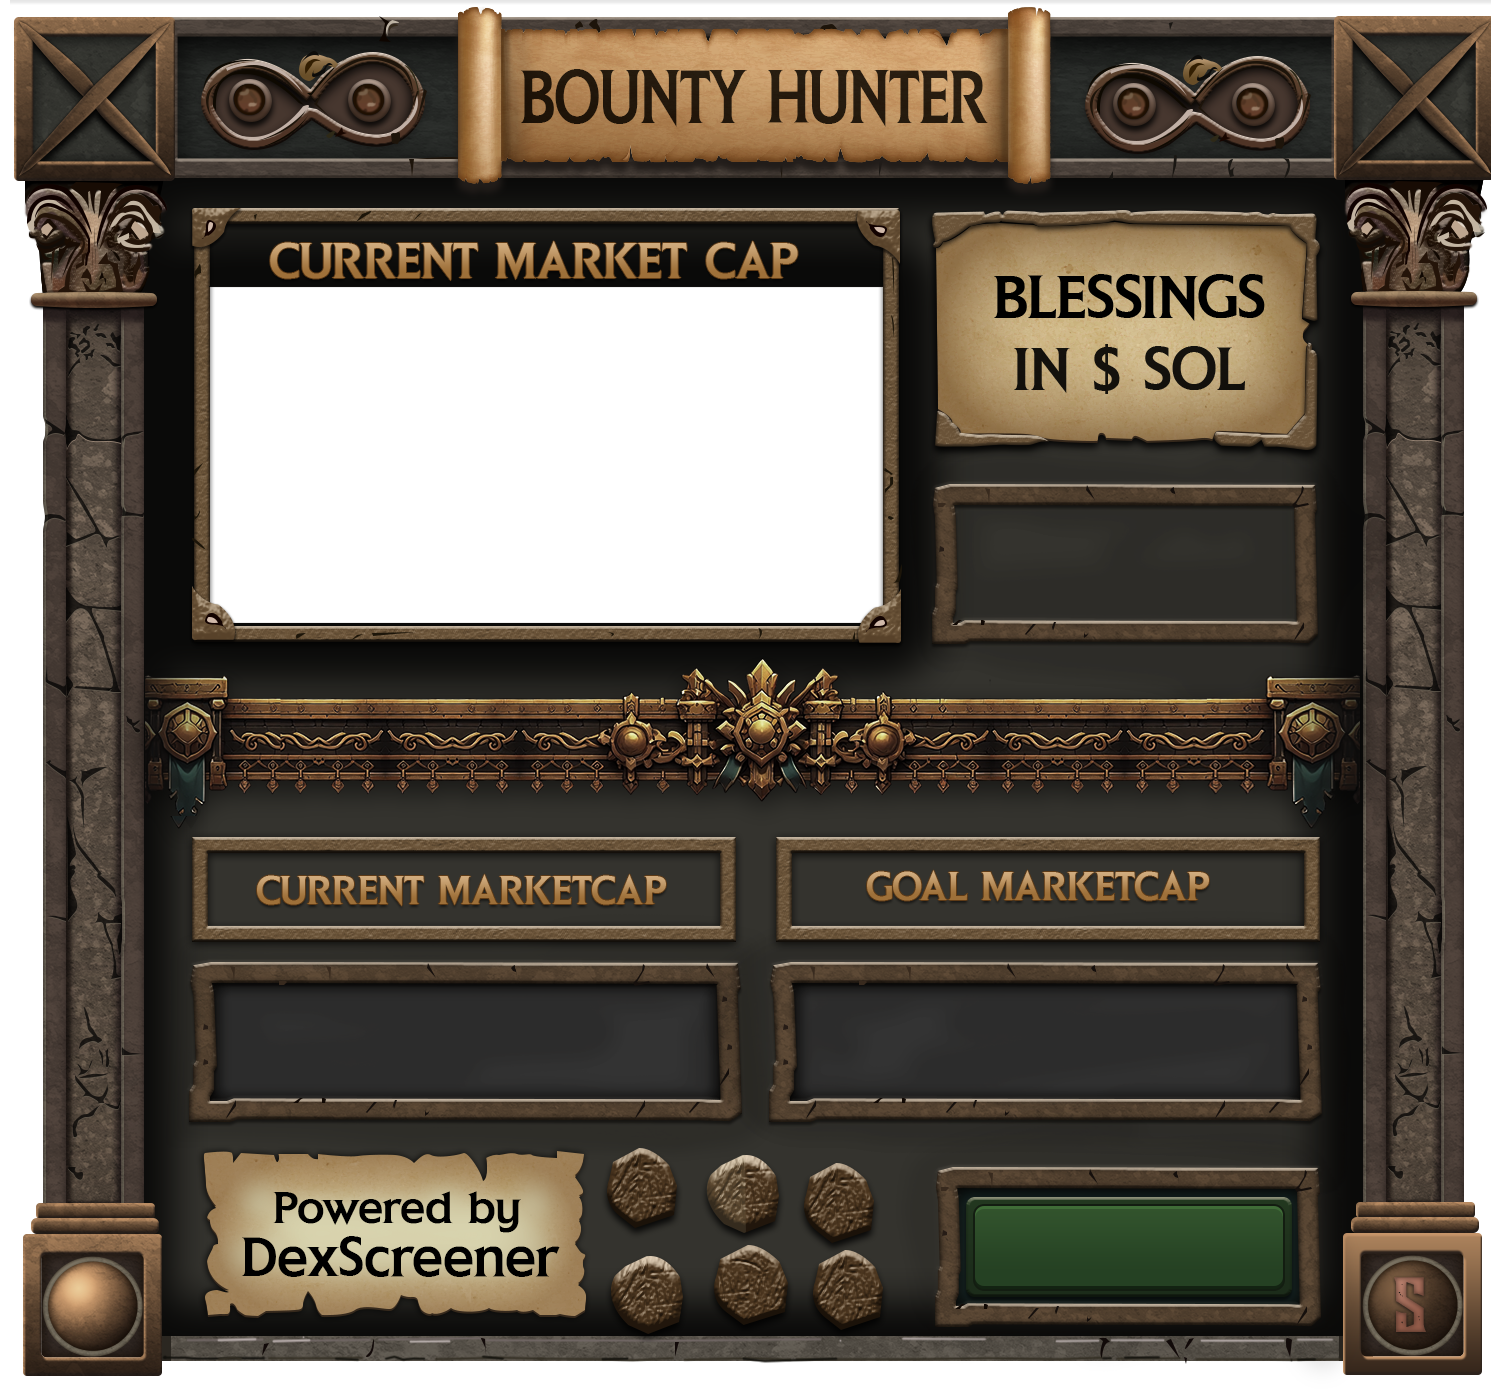 BOUNTY HUNTER
CURRENT MARKET CAP
BLESSINGS
IN $ SOL
CURRENT MARKETCAP
GOAL MARKETCAP
Powered by
DexScreener
S